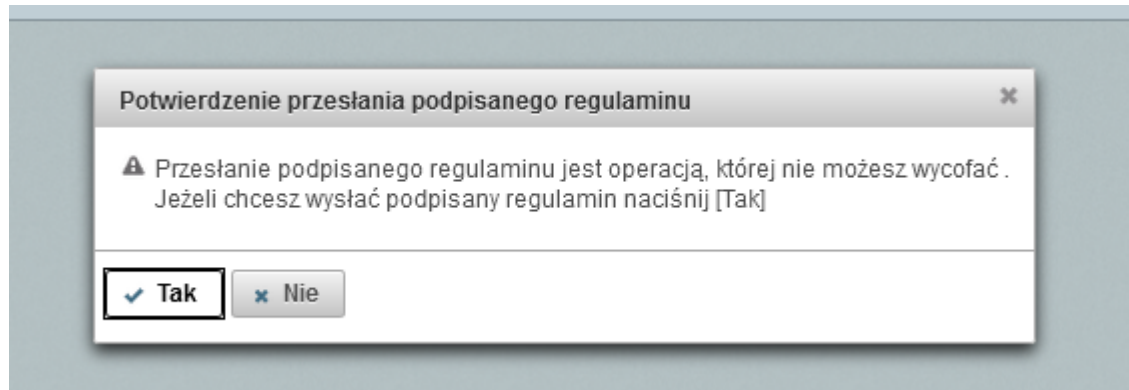 Potwierdzenie przesłania podpisanego regulaminu
Przesłanie podpisanego regulaminu jest operacją, której nie możesz wycofać .
Jeżeli chcesz wysłać podpisany regulamin naciśnij [Tak]
Tak
Nie